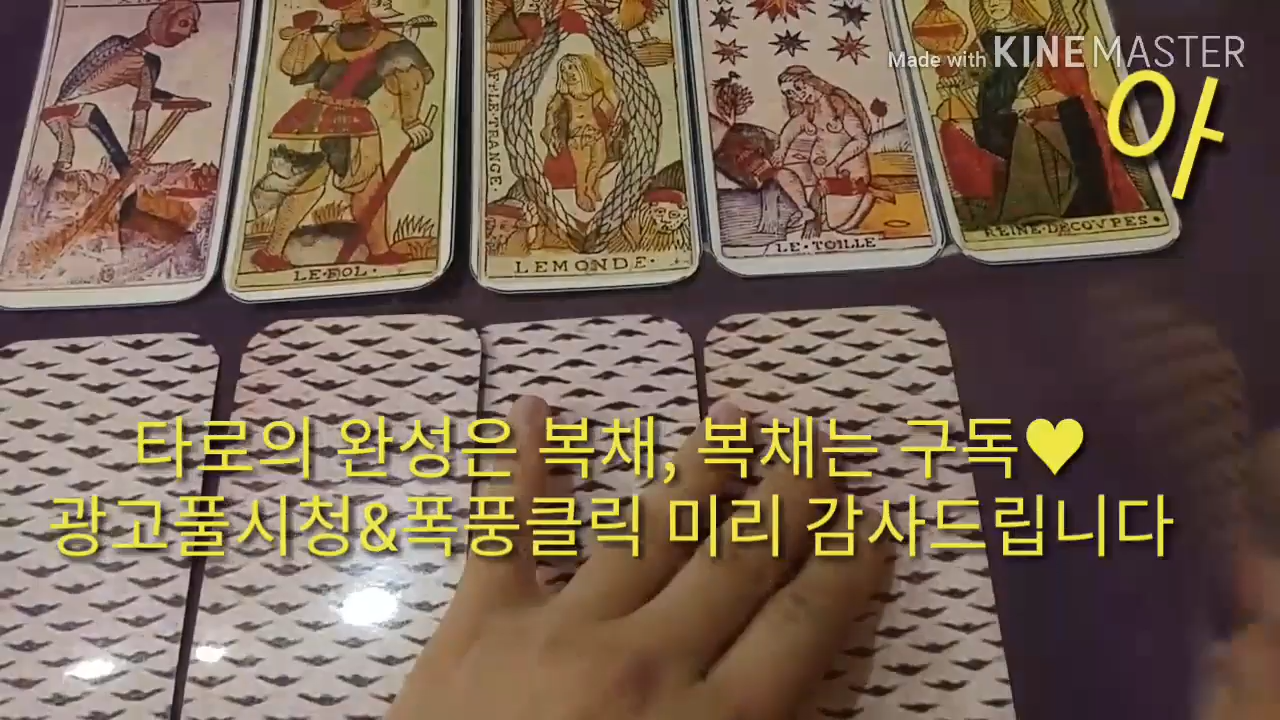 Made with KINEMASTER
아
LE·FOL·
F·LETRANGE.
LEMONDE·
LE·TOILLE
REINE·DECOVPES·
타로의 완성은 복채, 복채는 구독♥
광고풀시청&폭풍클릭 미리 감사드립니다